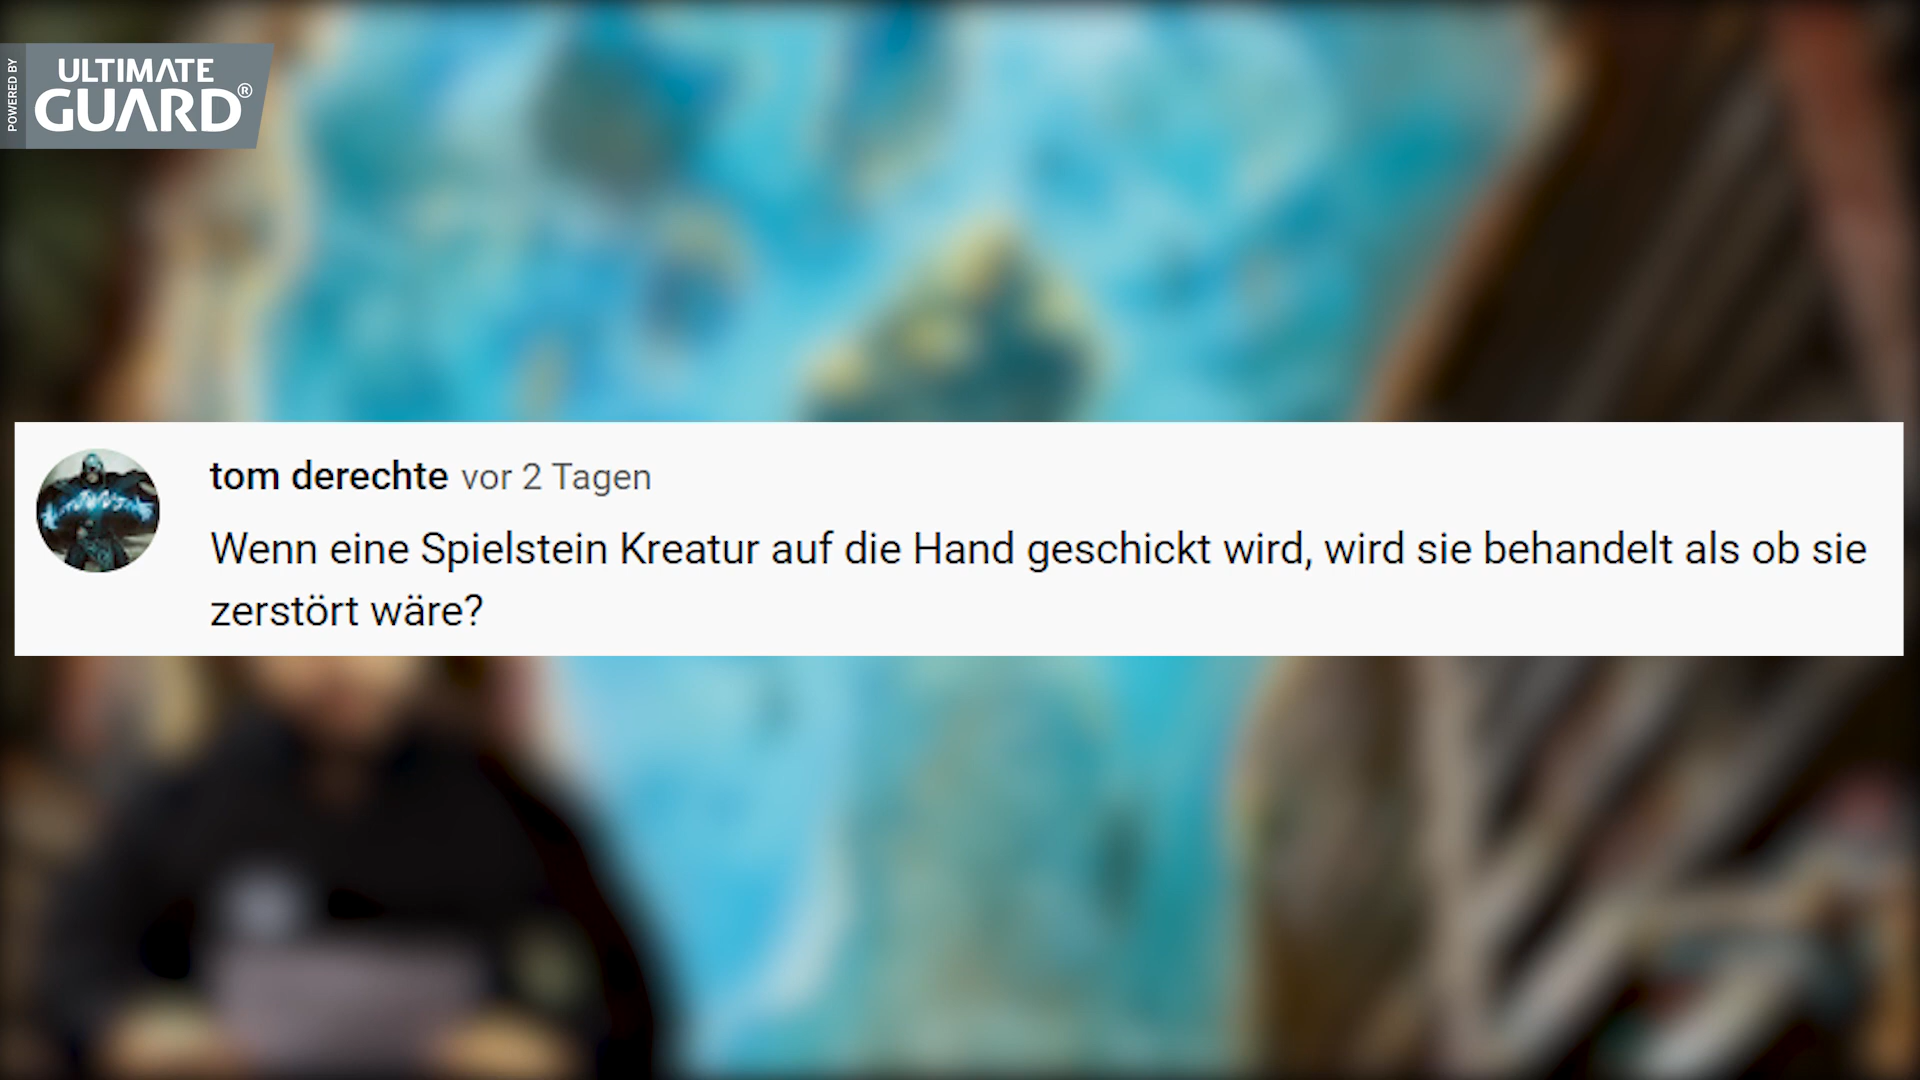 POWERED BY
ULTIMATE
GUARD®
tom derechte vor 2 Tagen
Wenn eine Spielstein Kreatur auf die Hand geschickt wird, wird sie behandelt als ob sie
zerstört wäre?